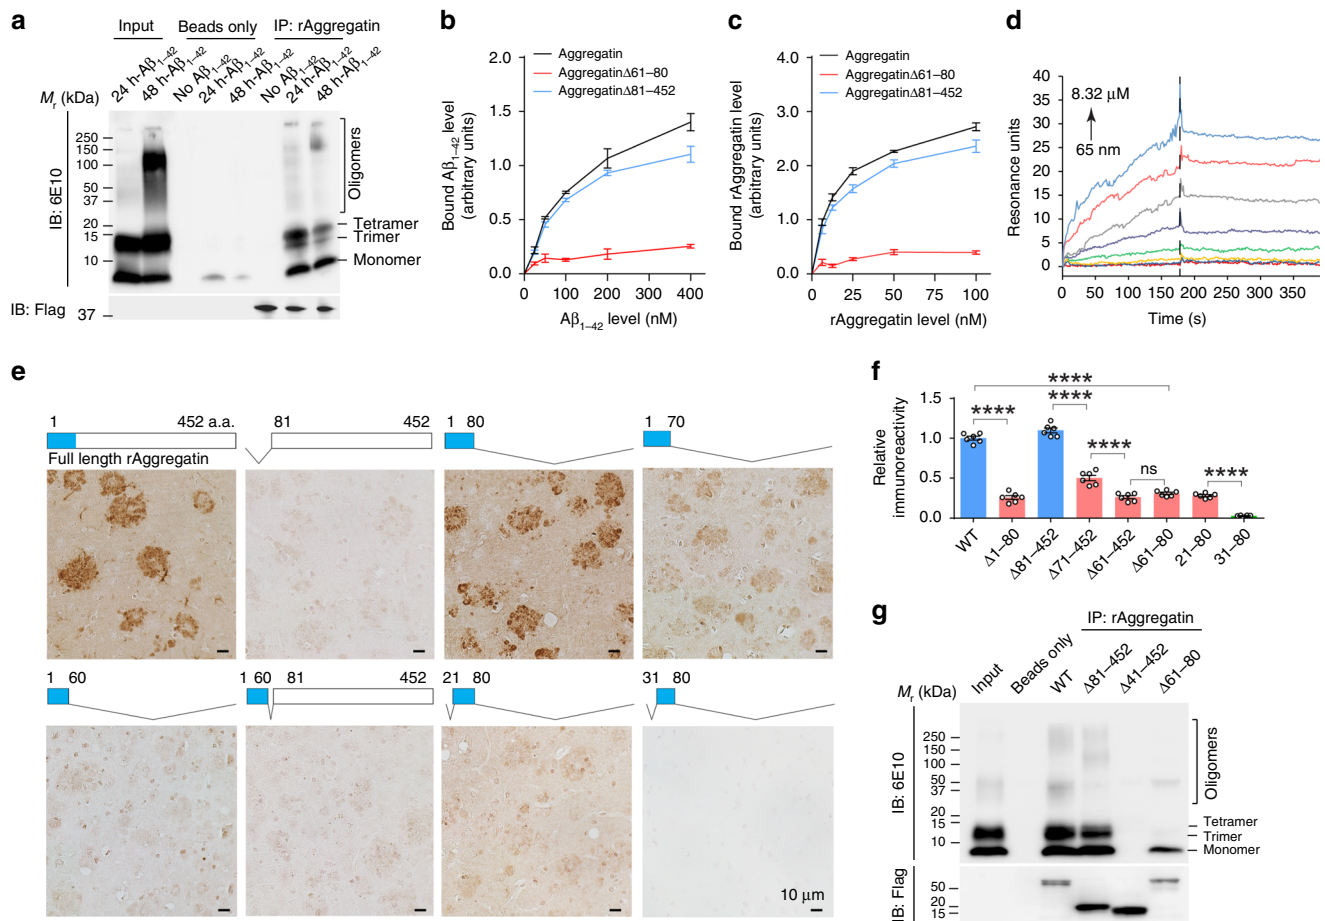 a
Input
Beads only
IP: rAggregatin
24 h-Aβ1–42
48 h-Aβ1–42
No Aβ1–42
24 h-Aβ1–42
48 h-Aβ1–42
No Aβ1–42
24 h-Aβ1–42
48 h-Aβ1–42
Mr (kDa)
IB: 6E10
250
150
100
50
37
20
15
10
Oligomers
Tetramer
Trimer
Monomer
IB: Flag
37
b
Aggregatin
AggregatinΔ61–80
AggregatinΔ81–452
Bound Aβ1–42 level
(arbitrary units)
2.0
1.5
1.0
0.5
0.0
0
100
200
300
400
Aβ1–42 level (nM)
c
Aggregatin
AggregatinΔ61–80
AggregatinΔ81–452
Bound rAggregatin level
(arbitrary units)
4.0
3.0
2.0
1.0
0.0
0
25
50
75
100
rAggregatin level (nM)
d
8.32 μM
65 nm
Resonance units
40
35
30
25
20
15
10
5
0
0
50
100
150
200
250
300
350
Time (s)
e
1
452 a.a.
Full length rAggregatin
81
452
1
80
1
70
1
60
1
60
81
452
21
80
31
80
10 μm
f
Relative
immunoreactivity
1.5
1.0
0.5
0.0
****
****
****
****
ns
****
WT
Δ1–80
Δ81–452
Δ71–452
Δ61–452
Δ61–80
21–80
31–80
g
IP: rAggregatin
Input
Beads only
WT
Δ81–452
Δ41–452
Δ61–80
Mr (kDa)
IB: 6E10
250
150
100
50
37
20
15
10
Oligomers
Tetramer
Trimer
Monomer
IB: Flag
50
20
15